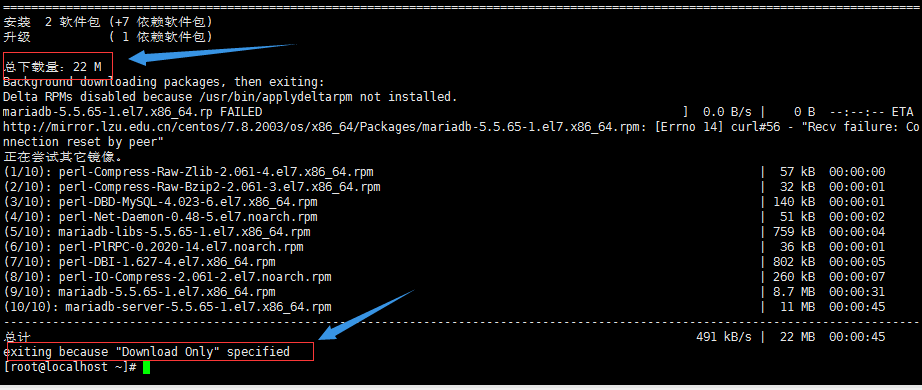 ================================================================================
安装  2 软件包 (+7 依赖软件包)
升级           ( 1 依赖软件包)
总下载量：22 M
Background downloading packages, then exiting:
Delta RPMs disabled because /usr/bin/applydeltarpm not installed.
mariadb-5.5.65-1.el7.x86_64.rp FAILED ] 0.0 B/s | 0 B --:--:-- ETA
http://mirror.lzu.edu.cn/centos/7.8.2003/os/x86_64/Packages/mariadb-5.5.65-1.el7.x86_64.rpm: [Errno 14] curl#56 - "Recv failure: Co
nnection reset by peer"
正在尝试其它镜像。
(1/10): perl-Compress-Raw-Zlib-2.061-4.el7.x86_64.rpm | 57 kB 00:00:00
(2/10): perl-Compress-Raw-Bzip2-2.061-3.el7.x86_64.rpm | 32 kB 00:00:01
(3/10): perl-DBD-MySQL-4.023-6.el7.x86_64.rpm | 140 kB 00:00:01
(4/10): perl-Net-Daemon-0.48-5.el7.noarch.rpm | 51 kB 00:00:02
(5/10): mariadb-libs-5.5.65-1.el7.x86_64.rpm | 759 kB 00:00:04
(6/10): perl-PlRPC-0.2020-14.el7.noarch.rpm | 36 kB 00:00:01
(7/10): perl-DBI-1.627-4.el7.x86_64.rpm | 802 kB 00:00:05
(8/10): perl-IO-Compress-2.061-2.el7.noarch.rpm | 260 kB 00:00:07
(9/10): mariadb-5.5.65-1.el7.x86_64.rpm | 8.7 MB 00:00:31
(10/10): mariadb-server-5.5.65-1.el7.x86_64.rpm | 11 MB 00:00:45
--------------------------------------------------------------------------------
总计 491 kB/s | 22 MB 00:00:45
exiting because "Download Only" specified
[root@localhost ~]#